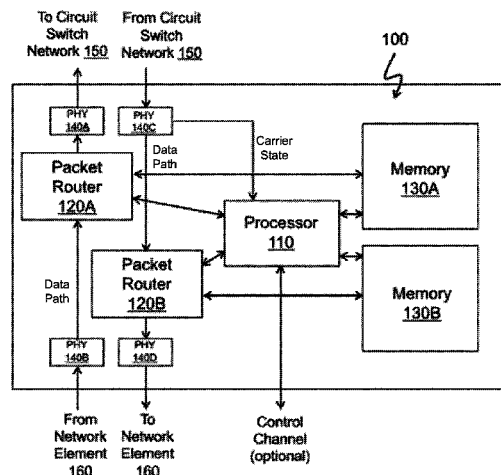 To Circuit
Switch
Network 150
From Circuit
Switch
Network 150
100
PHY
140A
PHY
140C
Data
Path
Carrier
State
Packet
Router
120A
Memory
130A
Processor
110
Packet
Router
120B
Memory
130B
Data
Path
PHY
140B
PHY
140D
From
Network
Element
160
To
Network
Element
160
Control
Channel
(optional)